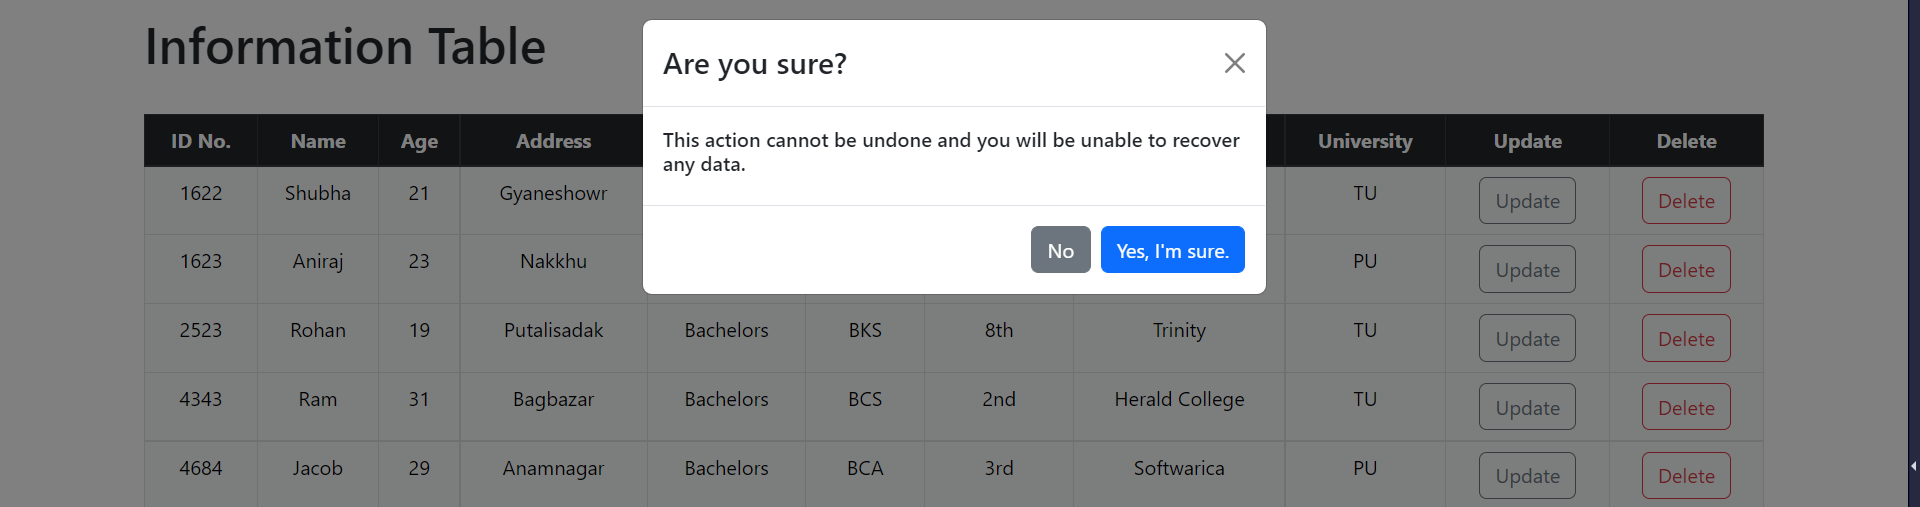 Information Table
Are you sure?
This action cannot be undone and you will be unable to recover
any data.
No Yes, I'm sure.
ID No. Name Age Address University Update Delete
1622 Shubha 21 Gyaneshowr TU Update Delete
1623 Aniraj 23 Nakkhu PU Update Delete
2523 Rohan 19 Putalisadak Bachelors BKS 8th Trinity TU Update Delete
4343 Ram 31 Bagbazar Bachelors BCS 2nd Herald College TU Update Delete
4684 Jacob 29 Anamnagar Bachelors BCA 3rd Softwarica PU Update Delete